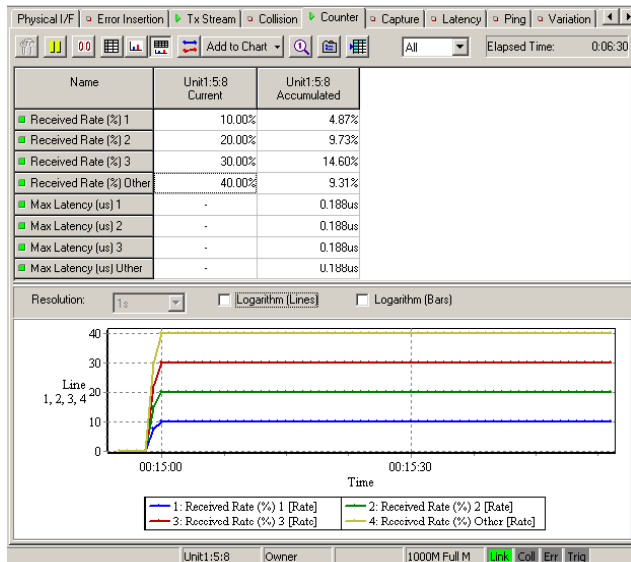 Physical I/F Error Insertion Tx Stream Collision Counter Capture Latency Ping Variation
Add to Chart All Elapsed Time: 0:06:30
Name Unit1:5:8 Current Unit1:5:8 Accumulated
Received Rate (%) 1 10.00% 4.87%
Received Rate (%) 2 20.00% 9.73%
Received Rate (%) 3 30.00% 14.60%
Received Rate (%) Other 40.00% 9.31%
Max Latency (us) 1 - 0.188us
Max Latency (us) 2 - 0.188us
Max Latency (us) 3 - 0.188us
Max Latency (us) Other - 0.188us
Resolution: 1s Logarithm (Lines) Logarithm (Bars)
40
30
Line
1, 2, 3, 4
20
10
0
00:15:00 00:15:30
Time
1: Received Rate (%) 1 [Rate] 2: Received Rate (%) 2 [Rate]
3: Received Rate (%) 3 [Rate] 4: Received Rate (%) Other [Rate]
Unit1:5:8 Owner 1000M Full M Link Coll Err Trig